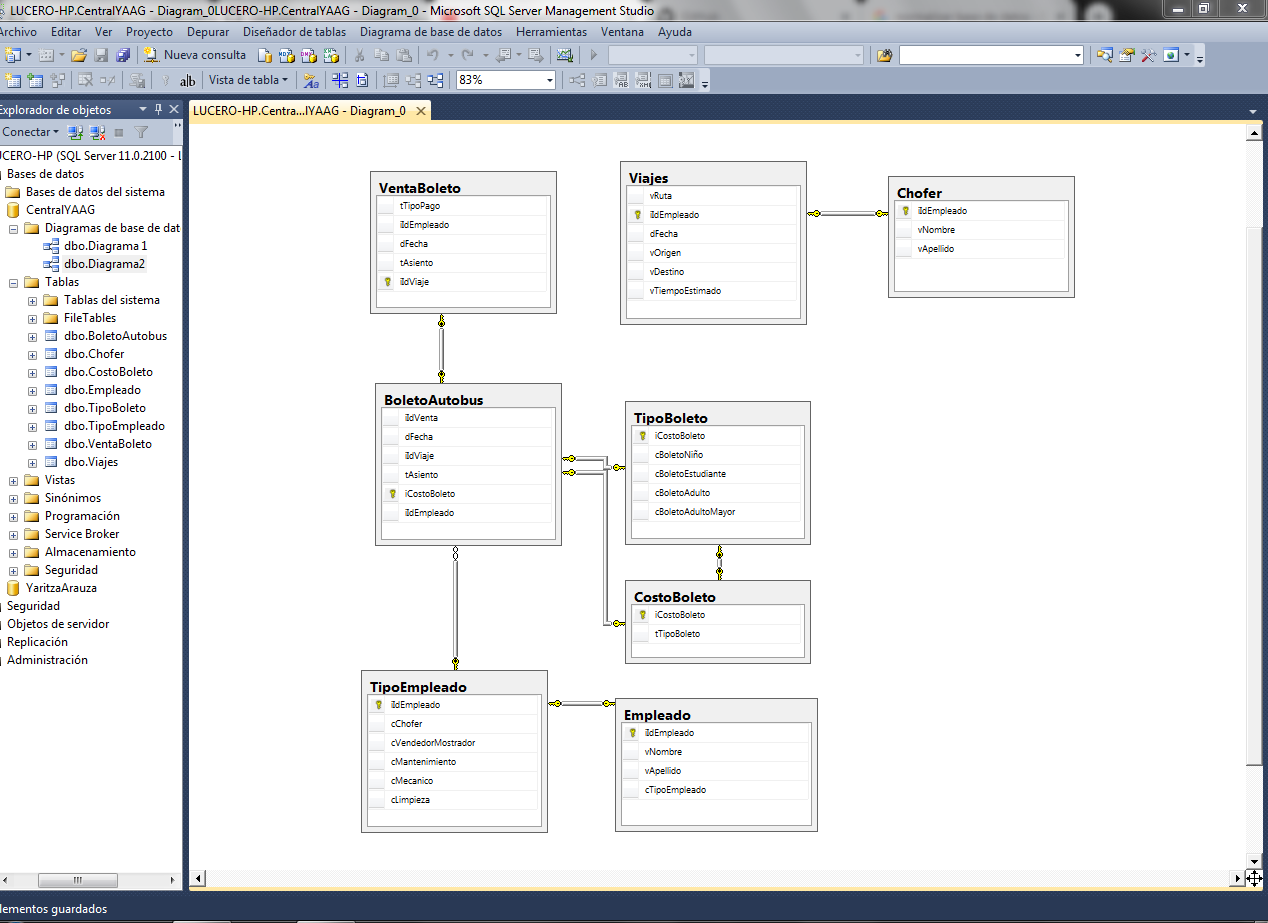 LUCERO-HP.CentralYAAG - Diagram_0LUCERO-HP.CentralYAAG - Diagram_0 - Microsoft SQL Server Management Studio
Archivo Editar Ver Proyecto Depurar Diseñador de tablas Diagrama de base de datos Herramientas Ventana Ayuda
Nueva consulta
ab| Vista de tabla 83%
Explorador de objetos
LUCERO-HP.Centra...lYAAG - Diagram_0
Conectar
UCERO-HP (SQL Server 11.0.2100 - L
Bases de datos
Bases de datos del sistema
CentralYAAG
Diagramas de base de dat
dbo.Diagrama1
dbo.Diagrama2
Tablas
Tablas del sistema
FileTables
dbo.BoletoAutobus
dbo.Chofer
dbo.CostoBoleto
dbo.Empleado
dbo.TipoBoleto
dbo.TipoEmpleado
dbo.VentaBoleto
dbo.Viajes
Vistas
Sinónimos
Programación
Service Broker
Almacenamiento
Seguridad
YaritzaArauza
Seguridad
Objetos de servidor
Replicación
Administración
VentaBoleto
tTipoPago
iIdEmpleado
dFecha
tAsiento
iIdViaje
Viajes
vRuta
iIdEmpleado
dFecha
vOrigen
vDestino
vTiempoEstimado
Chofer
iIdEmpleado
vNombre
vApellido
BoletoAutobus
iIdVenta
dFecha
iIdViaje
tAsiento
iCostoBoleto
iIdEmpleado
TipoBoleto
iCostoBoleto
cBoletoNiño
cBoletoEstudiante
cBoletoAdulto
cBoletoAdultoMayor
CostoBoleto
iCostoBoleto
tTipoBoleto
TipoEmpleado
iIdEmpleado
cChofer
cVendedorMostrador
cMantenimiento
cMecanico
cLimpieza
Empleado
iIdEmpleado
vNombre
vApellido
cTipoEmpleado
lementos guardados